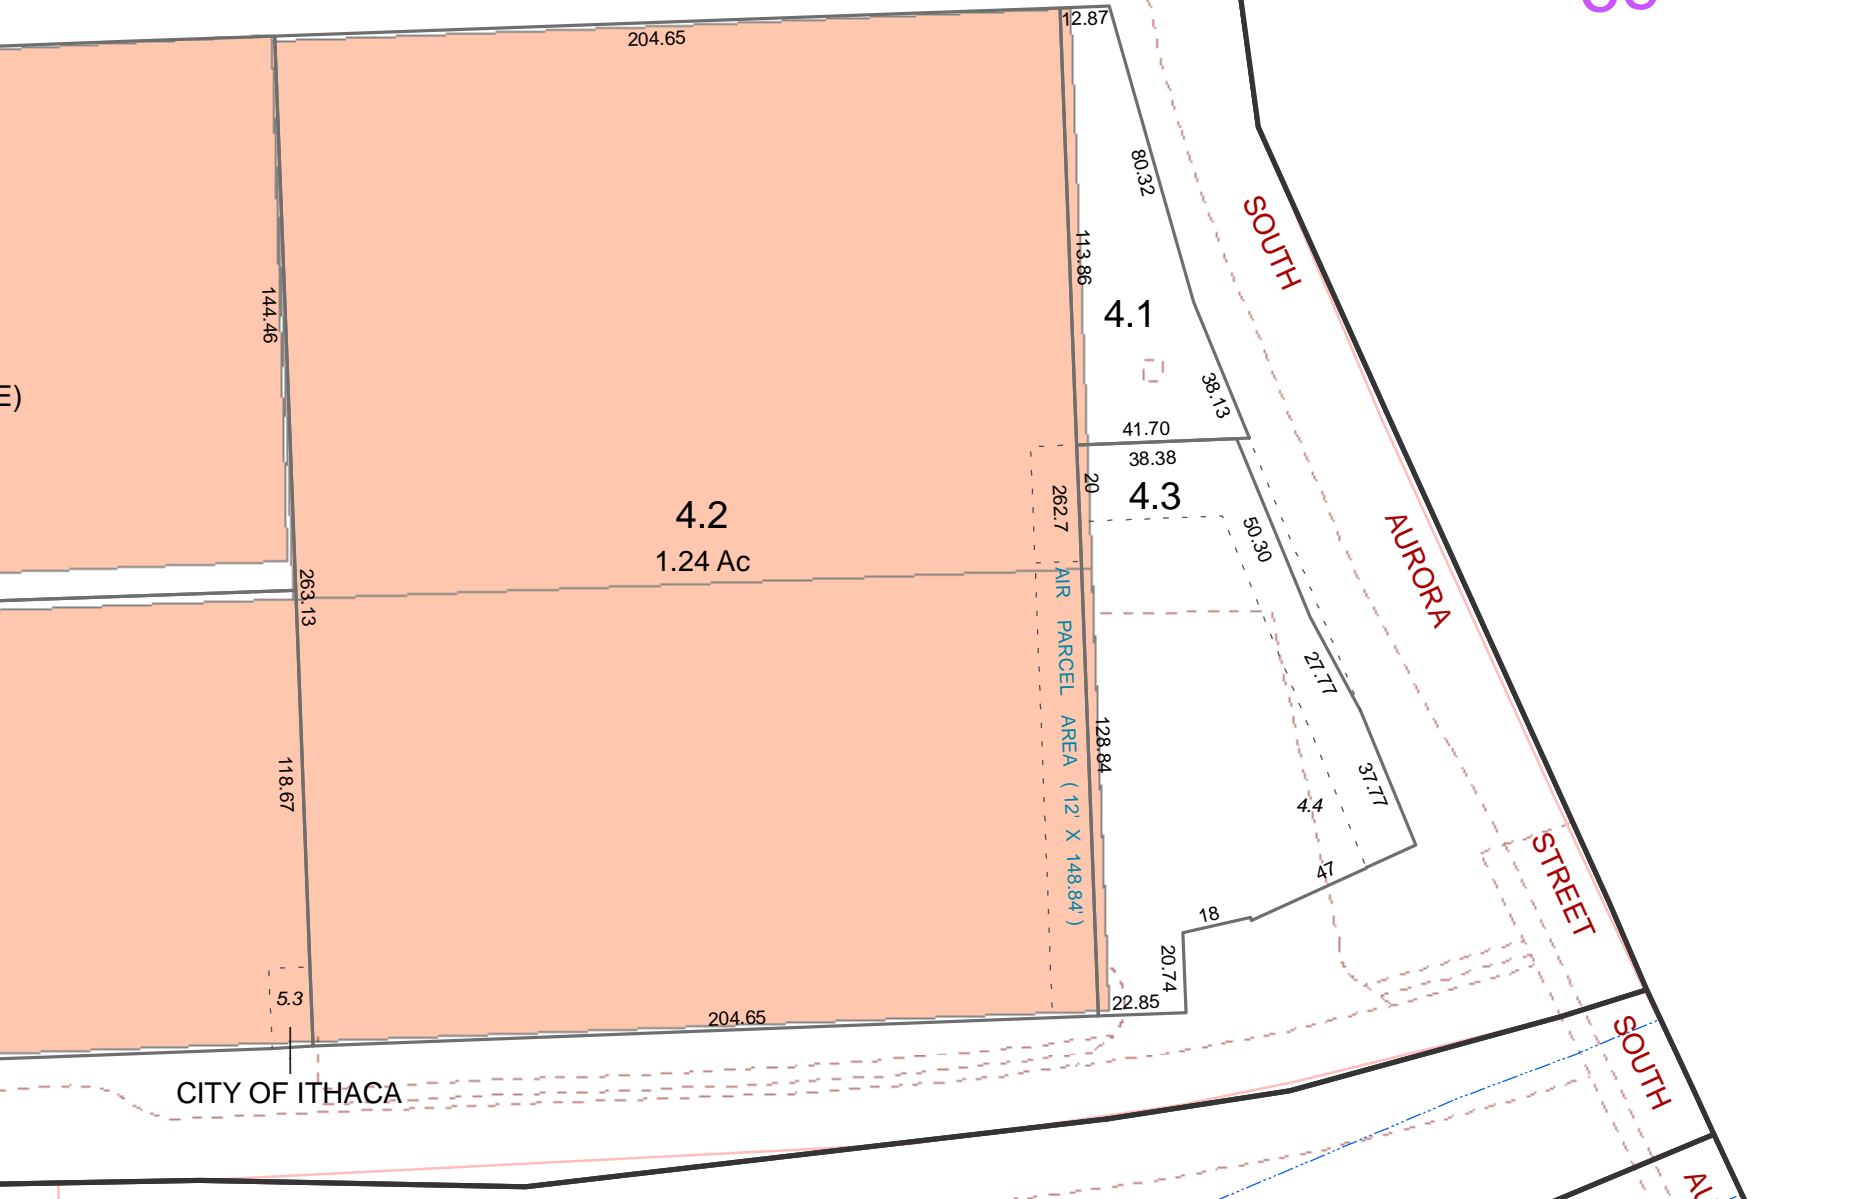 12.87
204.65
80.32
SOUTH
113.86
144.46
4.1
E)
38.13
41.70
38.38
20
4.3
262.7
4.2
50.30
AURORA
1.24 Ac
263.13
AIR PARCEL AREA ( 12' X 148.84' )
27.77
128.84
118.67
37.77
4.4
STREET
47
18
20.74
5.3
22.85
204.65
SOUTH
CITY OF ITHACA
AU